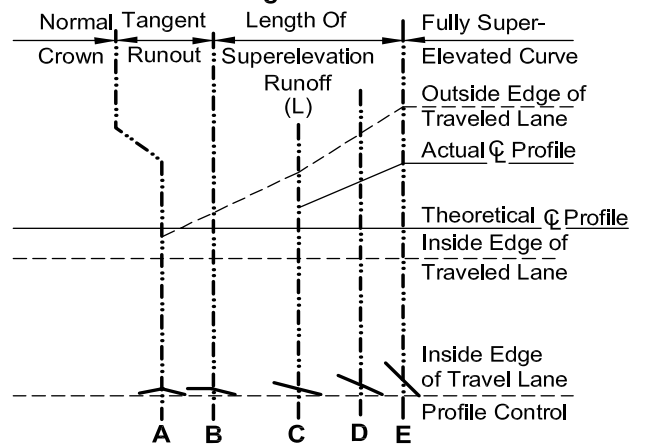 Normal Tangent Length Of Fully Super-
Crown Runout Superelevation Elevated Curve
Runoff
(L)
Outside Edge of
Traveled Lane
Actual ℄ Profile
Theoretical ℄ Profile
Inside Edge of
Traveled Lane
Inside Edge
of Travel Lane
Profile Control
A B C D E